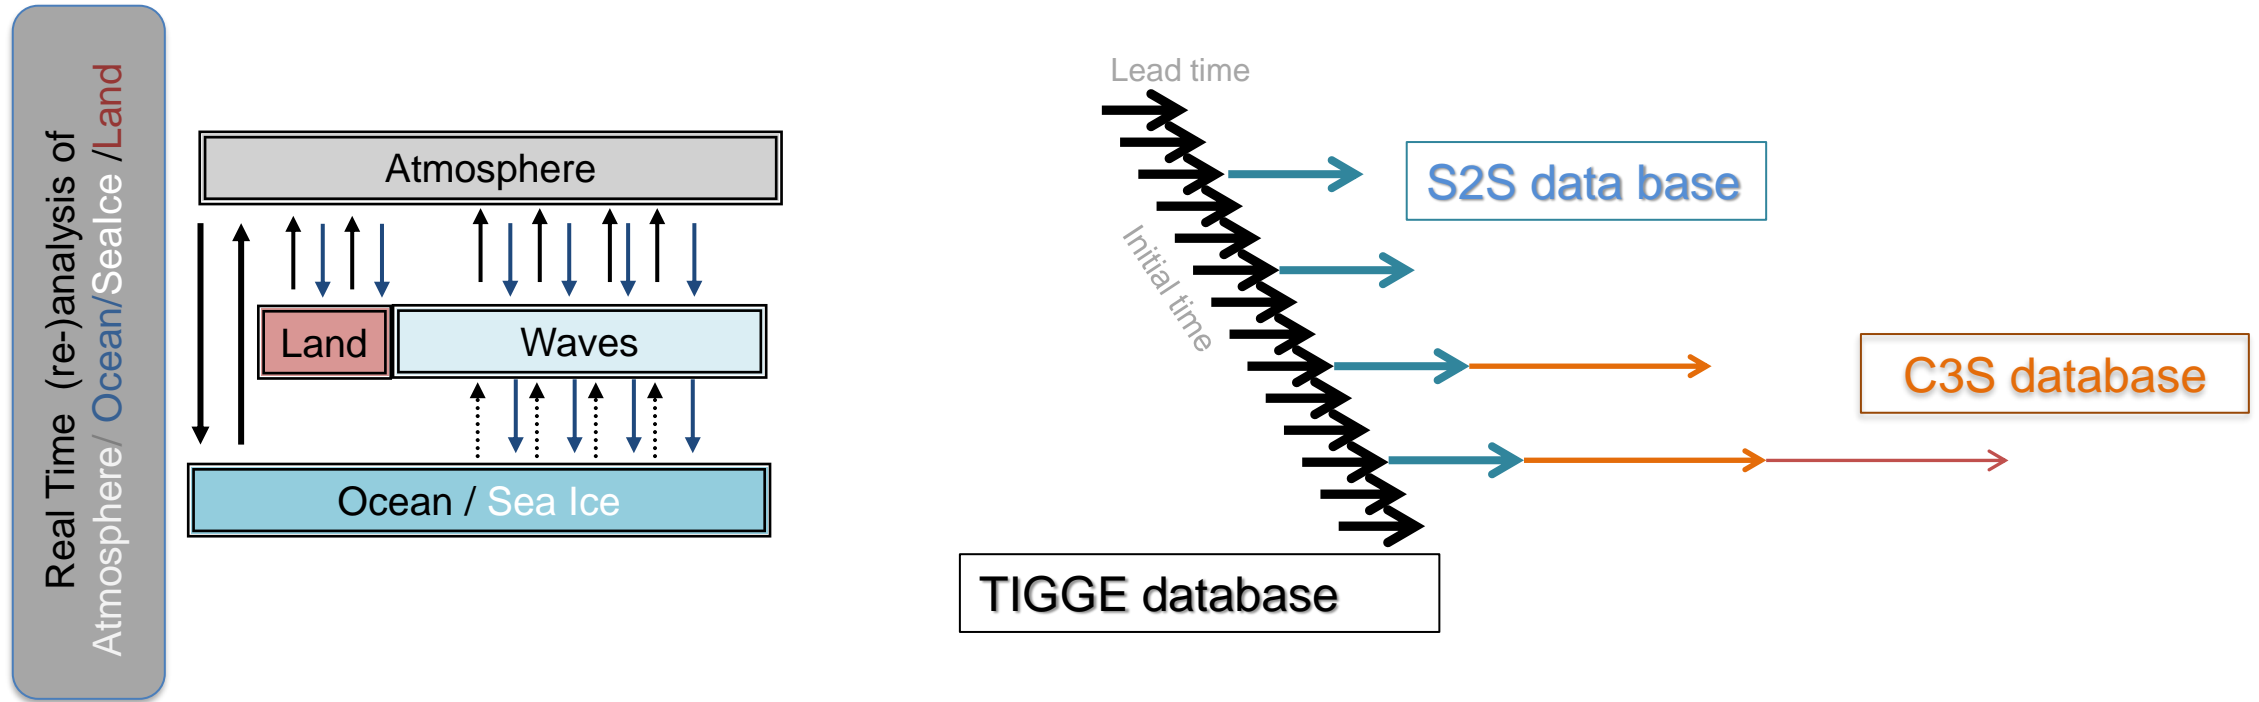 Real Time (re-)analysis of
Atmosphere/ Ocean/SeaIce /Land
Atmosphere
Land
Waves
Ocean / Sea Ice
Lead time
Initial time
S2S data base
C3S database
TIGGE database